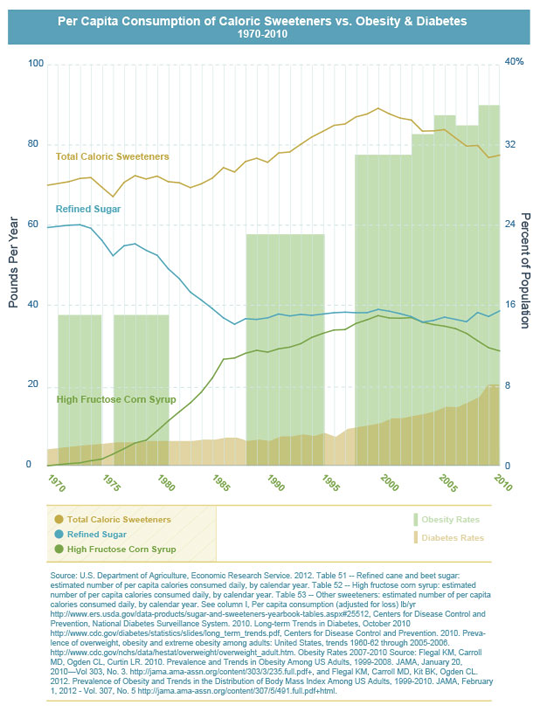 Per Capita Consumption of Caloric Sweeteners vs. Obesity & Diabetes
1970-2010
100
80
60
40
20
0
Pounds Per Year
40%
32
24
16
8
0
Percent of Population
Total Caloric Sweeteners
Refined Sugar
High Fructose Corn Syrup
1970
1975
1980
1985
1990
1995
2000
2005
2010
Total Caloric Sweeteners
Refined Sugar
High Fructose Corn Syrup
Obesity Rates
Diabetes Rates
Source: U.S. Department of Agriculture, Economic Research Service. 2012. Table 51 -- Refined cane and beet sugar:
estimated number of per capita calories consumed daily, by calendar year. Table 52 -- High fructose corn syrup: estimated
number of per capita calories consumed daily, by calendar year. Table 53 -- Other sweeteners: estimated number of per capita
calories consumed daily, by calendar year. See column I, Per capita consumption (adjusted for loss) lb/yr
http://www.ers.usda.gov/data-products/sugar-and-sweeteners-yearbook-tables.aspx#25512, Centers for Disease Control and
Prevention, National Diabetes Surveillance System. 2010. Long-term Trends in Diabetes, October 2010
http://www.cdc.gov/diabetes/statistics/slides/long_term_trends.pdf, Centers for Disease Control and Prevention. 2010. Preva-
lence of overweight, obesity and extreme obesity among adults: United States, trends 1960-62 through 2005-2006.
http://www.cdc.gov/nchs/data/hestat/overweight/overweight_adult.htm. Obesity Rates 2007-2010 Source: Flegal KM, Carroll
MD, Ogden CL, Curtin LR. 2010. Prevalence and Trends in Obesity Among US Adults, 1999-2008. JAMA, January 20,
2010—Vol 303, No. 3. http://jama.ama-assn.org/content/303/3/235.full.pdf+, and Flegal KM, Carroll MD, Kit BK, Ogden CL.
2012. Prevalence of Obesity and Trends in the Distribution of Body Mass Index Among US Adults, 1999-2010. JAMA, February
1, 2012 - Vol. 307, No. 5 http://jama.ama-assn.org/content/307/5/491.full.pdf+html.